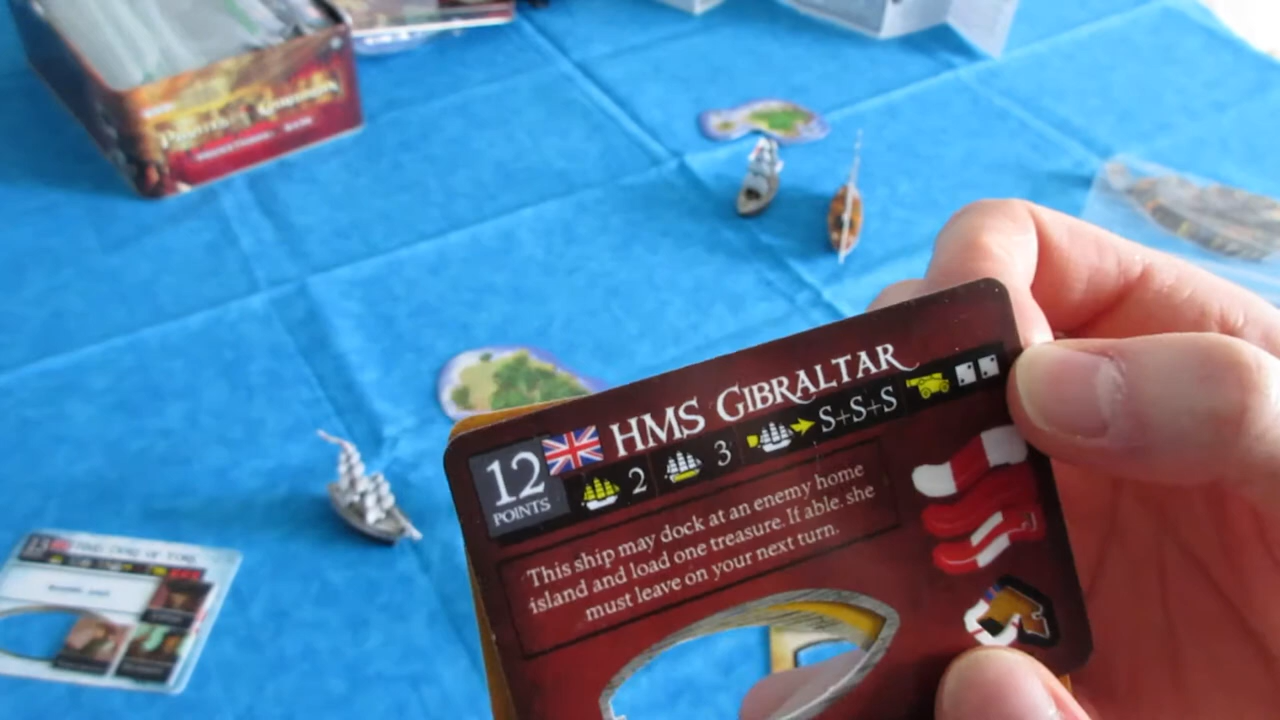 HMS GIBRALTAR
12
POINTS
2 3 S+S+S
This ship may dock at an enemy home
island and load one treasure. If able, she
must leave on your next turn.